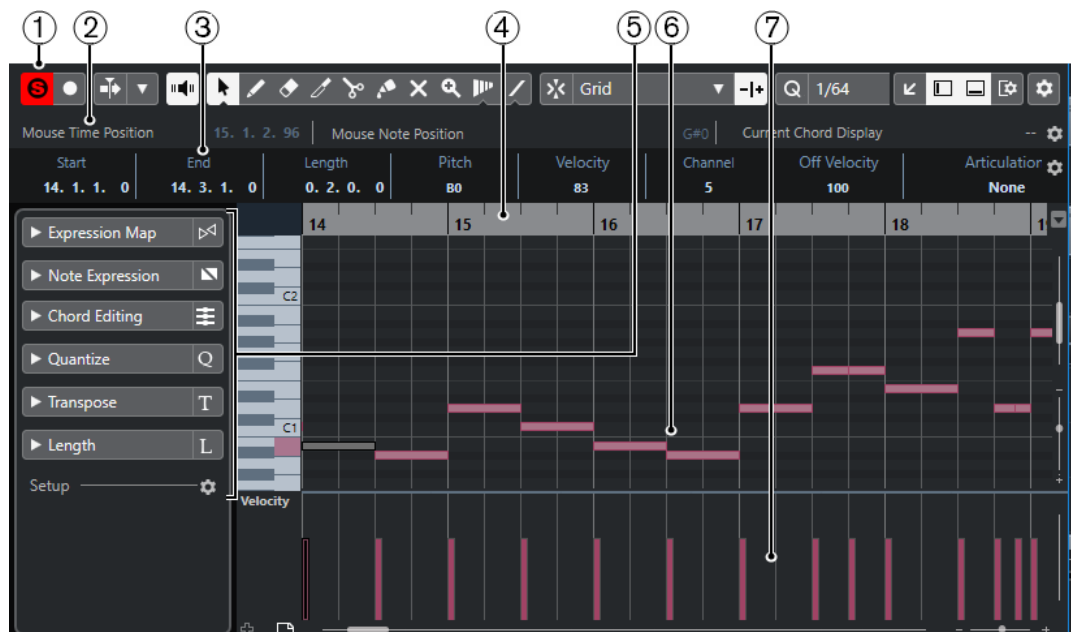 1 2 3 4 5 6 7
S Grid Q 1/64
Mouse Time Position 15. 1. 2. 96 Mouse Note Position G#0 Current Chord Display --
Start End Length Pitch Velocity Channel Off Velocity Articulation
14. 1. 1. 0 14. 3. 1. 0 0. 2. 0. 0 B0 83 5 100 None
14 15 16 17 18 1
Expression Map
Note Expression
C2
Chord Editing
Quantize Q
Transpose T
C1
Length L
Setup
Velocity